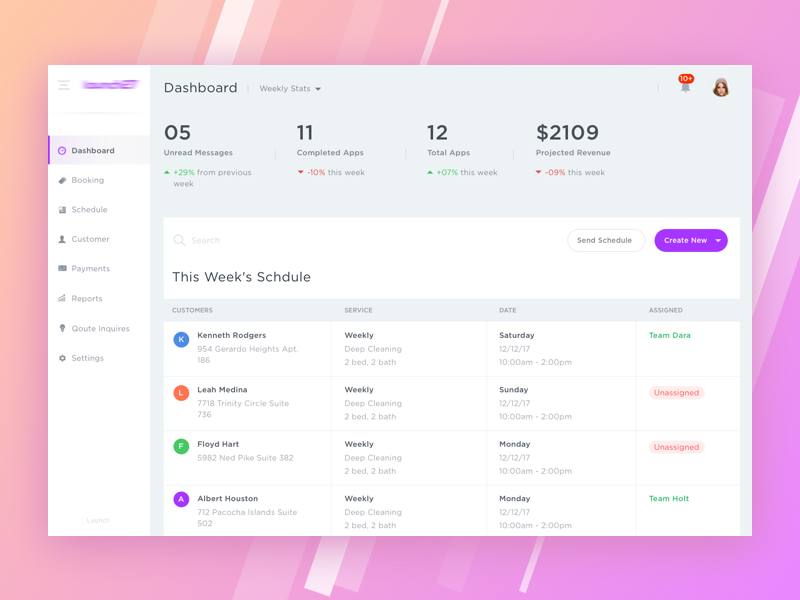 Dashboard
Weekly Stats
10+
05
Unread Messages
+29% from previous
week
11
Completed Apps
-10% this week
12
Total Apps
+07% this week
$2109
Projected Revenue
-09% this week
Dashboard
Booking
Schedule
Customer
Payments
Reports
Qoute Inquires
Settings
Launch
Search
Send Schedule
Create New
This Week's Schdule
CUSTOMERS
SERVICE
DATE
ASSIGNED
K
Kenneth Rodgers
954 Gerardo Heights Apt.
186
Weekly
Deep Cleaning
2 bed, 2 bath
Saturday
12/12/17
10:00am - 2:00pm
Team Dara
L
Leah Medina
7718 Trinity Circle Suite
736
Weekly
Deep Cleaning
2 bed, 2 bath
Sunday
12/12/17
10:00am - 2:00pm
Unassigned
F
Floyd Hart
5982 Ned Pike Suite 382
Weekly
Deep Cleaning
2 bed, 2 bath
Monday
12/12/17
10:00am - 2:00pm
Unassigned
A
Albert Houston
712 Pacocha Islands Suite
502
Weekly
Deep Cleaning
2 bed, 2 bath
Monday
12/12/17
10:00am - 2:00pm
Team Holt